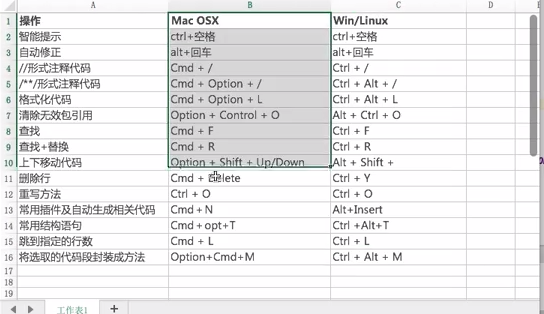 A B C D E
1 操作 Mac OSX Win/Linux
2 智能提示 ctrl+空格 ctrl+空格
3 自动修正 alt+回车 alt+回车
4 //形式注释代码 Cmd + / Ctrl + /
5 /**/形式注释代码 Cmd + Option + / Ctrl + Alt + /
6 格式化代码 Cmd + Option + L Ctrl + Alt + L
7 清除无效包引用 Option + Control + O Alt + Ctrl + O
8 查找 Cmd + F Ctrl + F
9 查找+替换 Cmd + R Ctrl + R
10 上下移动代码 Option + Shift + Up/Down Alt + Shift +
11 删除行 Cmd + Delete Ctrl + Y
12 重写方法 Ctrl + O Ctrl + O
13 常用插件及自动生成相关代码 Cmd+N Alt+Insert
14 常用结构语句 Cmd+opt+T Ctrl +Alt+T
15 跳到指定的行数 Cmd + L Ctrl + L
16 将选取的代码段封装成方法 Option+Cmd+M Ctrl + Alt + M
17
18
19
工作表1 +